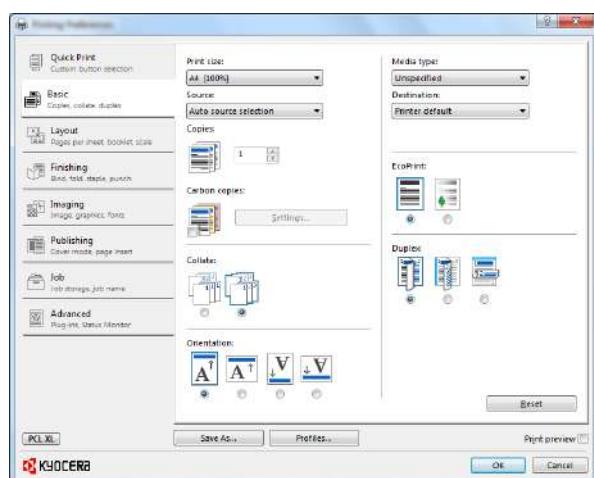 Quick Print
Custom button selection
Basic
Copies, collate, duplex
Layout
Pages per sheet, booklet, scale
Finishing
Bind, fold, staple, punch
Imaging
Image, graphics, fonts
Publishing
Cover mode, page insert
Job
Job storage, job name
Advanced
Plug-ins, Status Monitor
Print size:
A4 [100%]
Source:
Auto source selection
Copies:
1
Carbon copies:
Settings...
Collate:
Orientation:
Media type:
Unspecified
Destination:
Printer default
EcoPrint:
Duplex:
Reset
PCL XL
Save As...
Profiles...
Print preview
KYOCERA
OK
Cancel